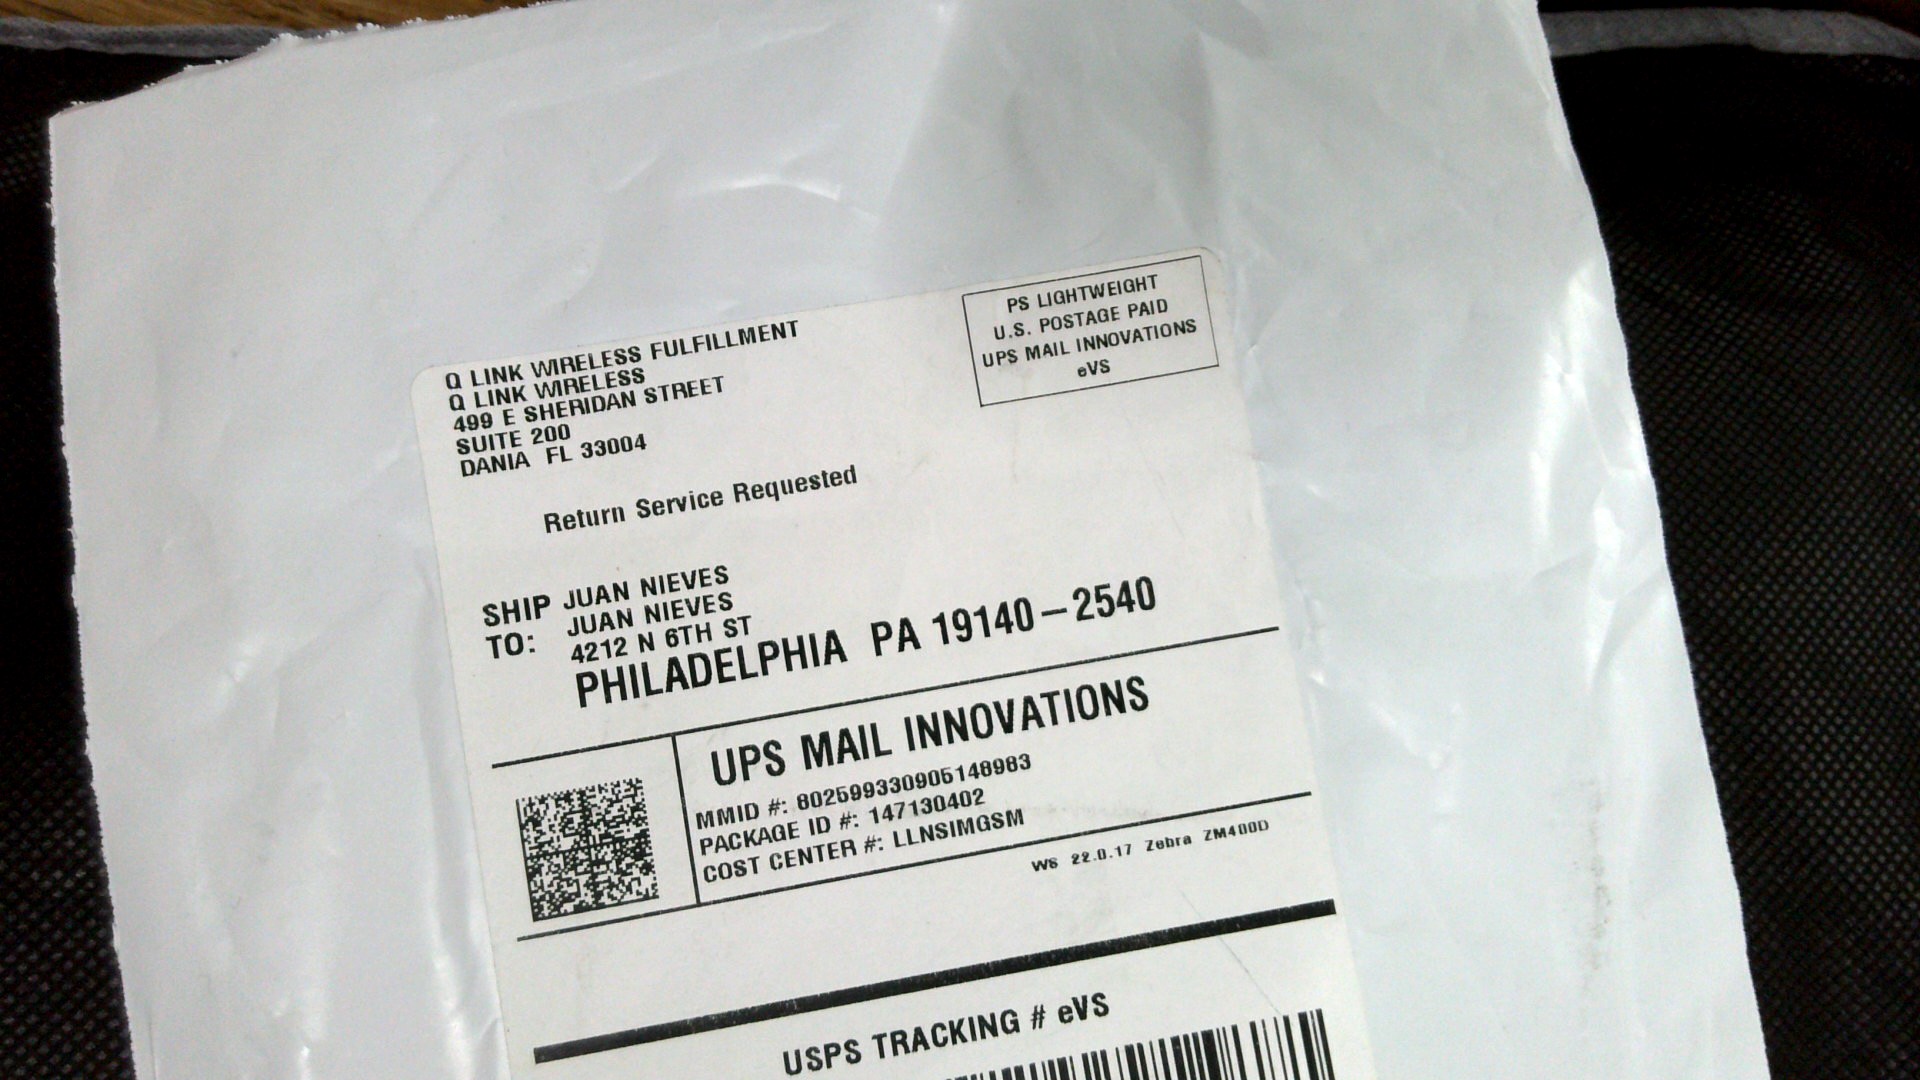 Q LINK WIRELESS FULFILLMENT
Q LINK WIRELESS
499 E SHERIDAN STREET
SUITE 200
DANIA FL 33004
PS LIGHTWEIGHT
U.S. POSTAGE PAID
UPS MAIL INNOVATIONS
eVS
Return Service Requested
SHIP TO:
JUAN NIEVES
JUAN NIEVES
4212 N 6TH ST
PHILADELPHIA PA 19140-2540
UPS MAIL INNOVATIONS
MMID #: 802599330905148983
PACKAGE ID #: 147130402
COST CENTER #: LLNSIMGSM
WS 22.0.17 Zebra ZM400D
USPS TRACKING # eVS